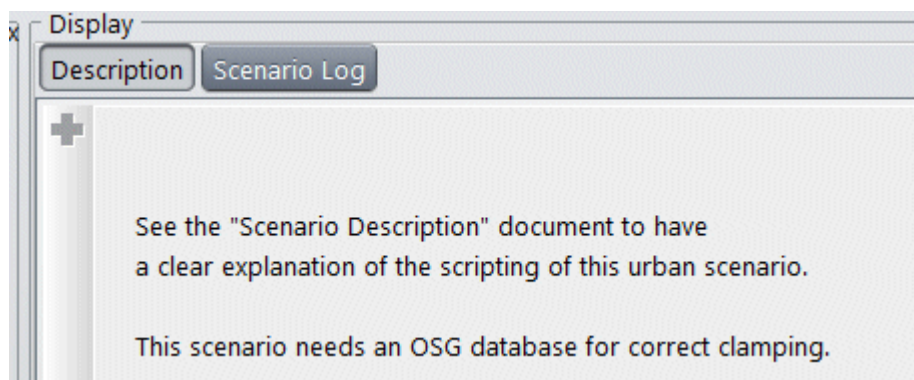 Display
Description Scenario Log
See the "Scenario Description" document to have
a clear explanation of the scripting of this urban scenario.
This scenario needs an OSG database for correct clamping.